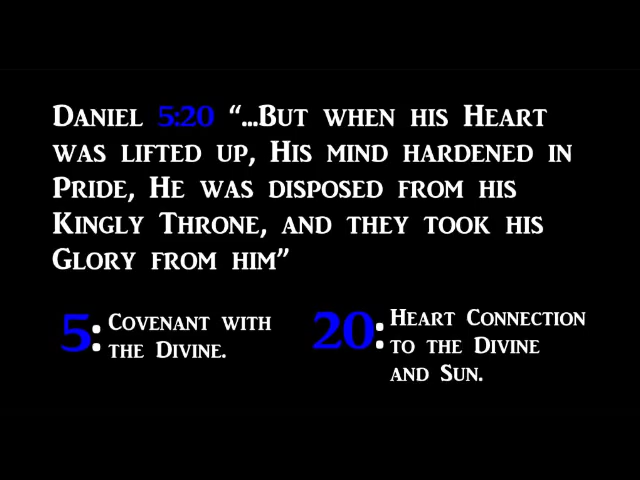 Daniel 5:20 “...But when his Heart
was lifted up, His mind hardened in
Pride, He was disposed from his
Kingly Throne, and they took his
Glory from him”
5: Covenant with
the Divine.
20: Heart Connection
to the Divine
and Sun.